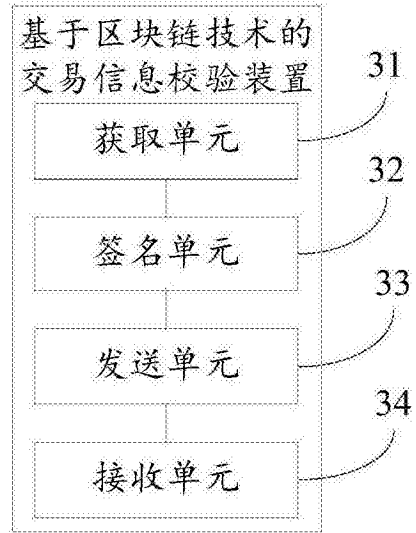 基于区块链技术的
交易信息校验装置
获取单元
31
签名单元
32
发送单元
33
接收单元
34